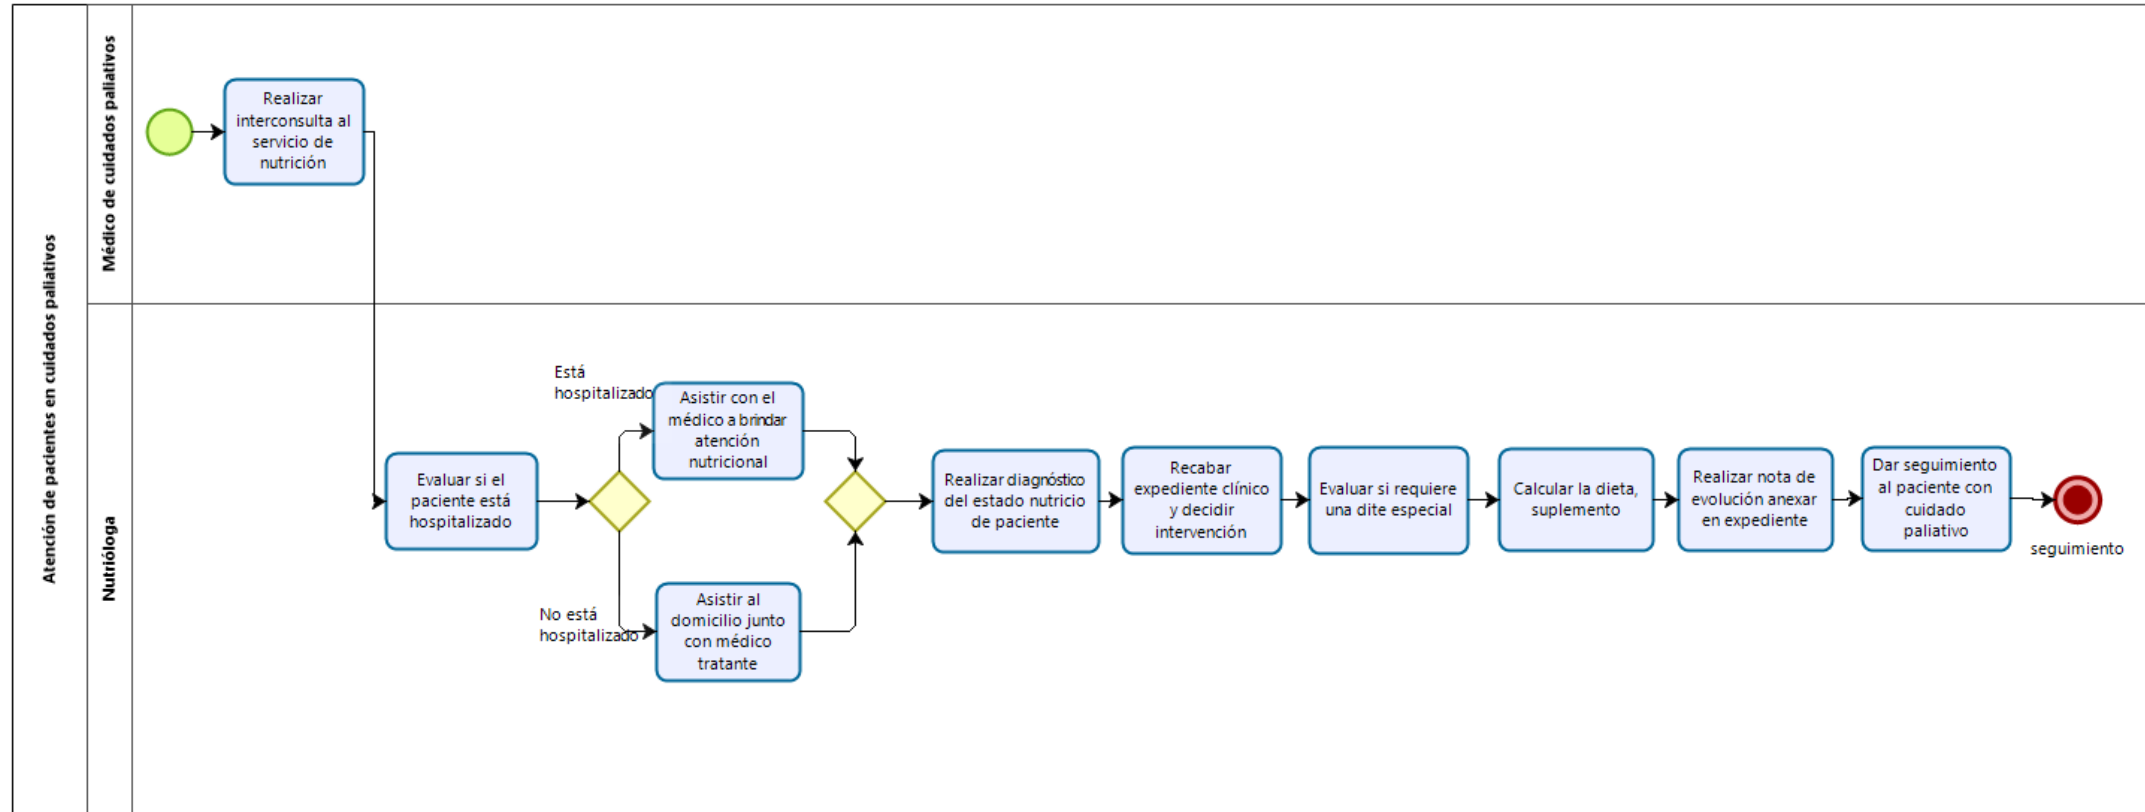 Atención de pacientes en cuidados paliativos
Médico de cuidados paliativos
Realizar
interconsulta al
servicio de
nutrición
Nutrióloga
Evaluar si el
paciente está
hospitalizado
Está
hospitalizado
Asistir con el
médico a brindar
atención
nutricional
No está
hospitalizado
Asistir al
domicilio junto
con médico
tratante
Realizar diagnóstico
del estado nutricio
de paciente
Recabar
expediente clínico
y decidir
intervención
Evaluar si requiere
una dite especial
Calcular la dieta,
suplemento
Realizar nota de
evolución anexar
en expediente
Dar seguimiento
al paciente con
cuidado
paliativo
seguimiento